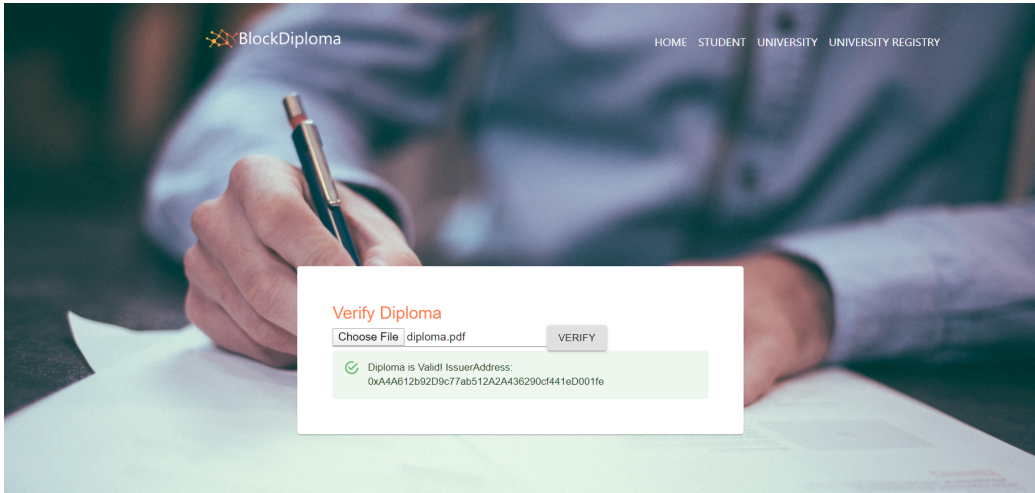 BlockDiploma
HOME STUDENT UNIVERSITY UNIVERSITY REGISTRY
Verify Diploma
Choose File diploma.pdf VERIFY
Diploma is Valid! IssuerAddress:
0xA4A612b92D9c77ab512A2A436290cf441eD001fe